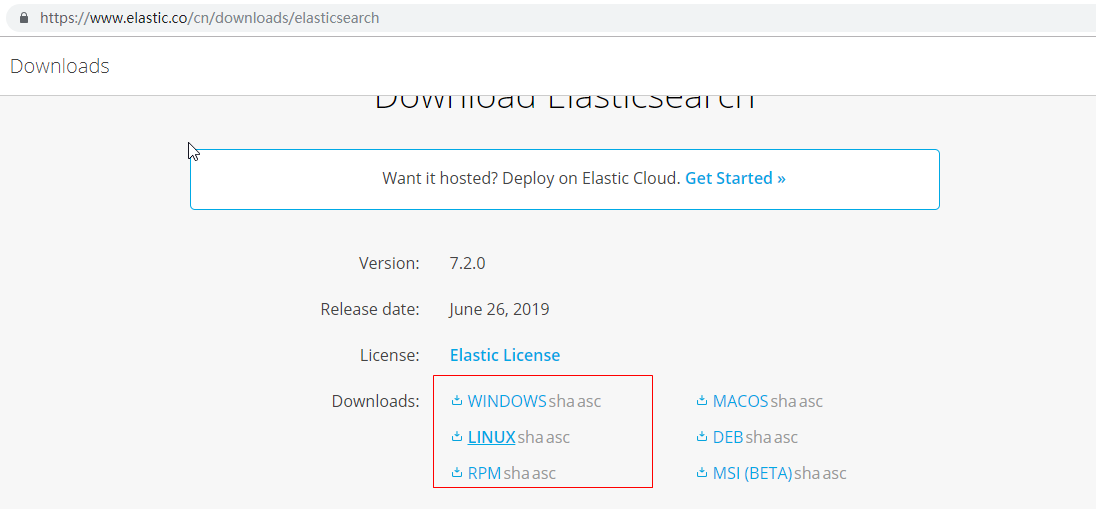 https://www.elastic.co/cn/downloads/elasticsearch
Downloads
Download Elasticsearch
Want it hosted? Deploy on Elastic Cloud. Get Started »
Version: 7.2.0
Release date: June 26, 2019
License: Elastic License
Downloads: WINDOWS sha asc MACOS sha asc
LINUX sha asc DEB sha asc
RPM sha asc MSI (BETA) sha asc